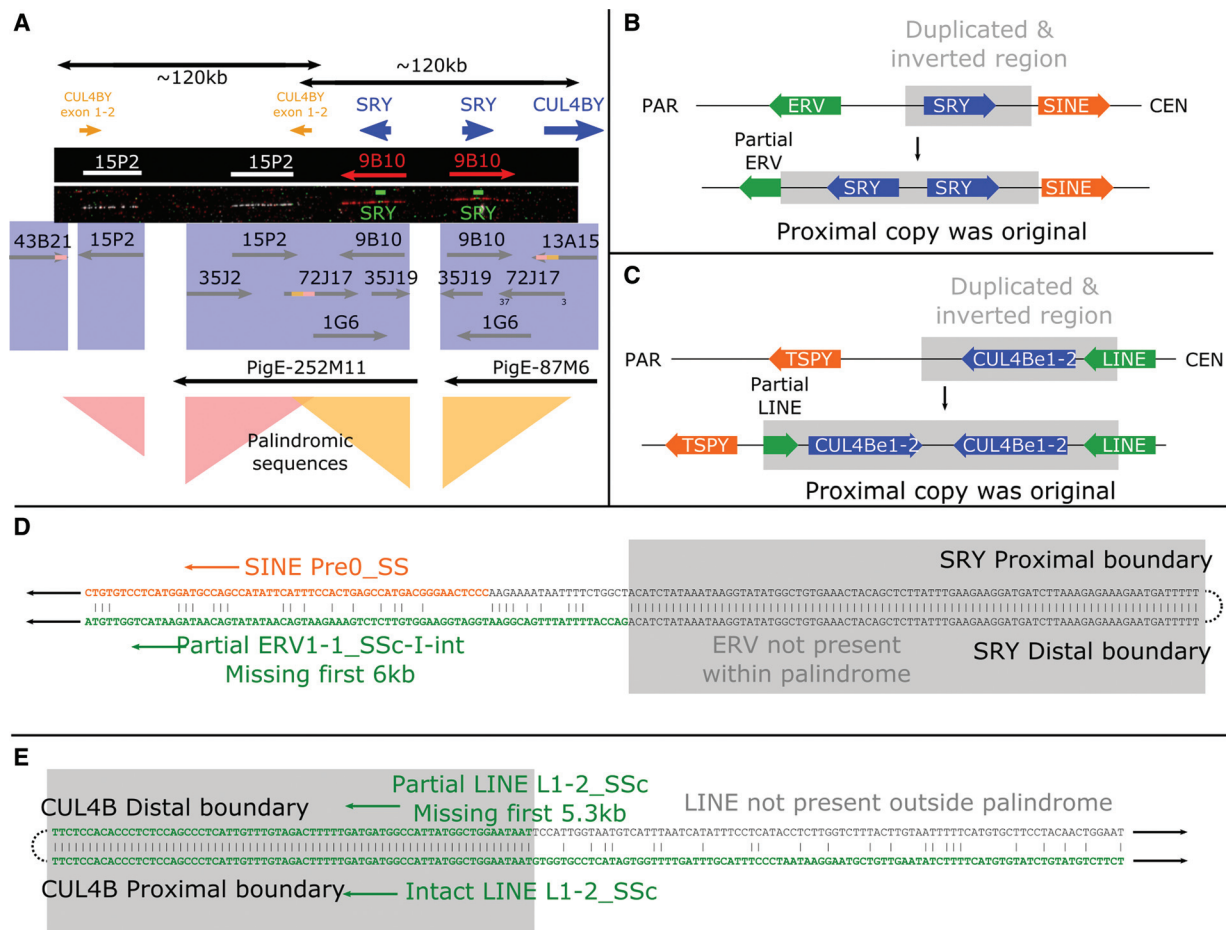 A
~120kb
~120kb
CUL4BY
exon 1-2
CUL4BY
exon 1-2
SRY
SRY
CUL4BY
15P2
15P2
9B10
9B10
SRY
SRY
43B21
15P2
15P2
9B10
9B10
13A15
35J2
72J17
35J19
35J19
72J17
37
3
1G6
1G6
PigE-252M11
PigE-87M6
Palindromic
sequences
B
Duplicated &
inverted region
PAR
ERV
SRY
SINE
CEN
Partial
ERV
SRY
SRY
SINE
Proximal copy was original
C
Duplicated &
inverted region
PAR
TSPY
CUL4Be1-2
LINE
CEN
Partial
LINE
TSPY
CUL4Be1-2
CUL4Be1-2
LINE
Proximal copy was original
D
SINE Pre0_SS
SRY Proximal boundary
CTGTGTCCTCATGGATGCCAGCCATATTCATTTCCACTGAGCCATGACGGGAACTCCCAAGAAAATAATTTTCTGGCTACATCTATAAATAAGGTATATGGCTGTGAAACTACAGCTCTTATTTGAAGAAGGATGATCTTAAAGAGAAAGAATGATTTTT
ATGTTGGTCATAAGATAACAGTATATAACAGTAAGAAAGTCTCTTGTGGAAGGTAGGTAAGGCAGTTTATTTTACCAGACATCTATAAATAAGGTATATGGCTGTGAAACTACAGCTCTTATTTGAAGAAGGATGATCTTAAAGAGAAAGAATGATTTTT
Partial ERV1-1_SSc-I-int
Missing first 6kb
ERV not present
within palindrome
SRY Distal boundary
E
Partial LINE L1-2_SSc
Missing first 5.3kb
CUL4B Distal boundary
LINE not present outside palindrome
TTCTCCACACCCTCTCCAGCCCTCATTGTTTGTAGACTTTTTGATGATGGCCATTATGGCTGGAATAATTCCATTGGTAATGTCATTTAATCATATTTCCTCATACCTCTTGGTCTTTACTTGTAATTTTTCATGTGCTTCCTACAACTGGAAT
TTCTCCACACCCTCTCCAGCCCTCATTGTTTGTAGACTTTTTGATGATGGCCATTATGGCTGGAATAATGTGGTGCCTCATAGTGGTTTTGATTTGCATTTCCCTAATAAGGAATGCTGTTGAATATCTTTTCATGTGTATCTGTATGTCTTCT
CUL4B Proximal boundary
Intact LINE L1-2_SSc